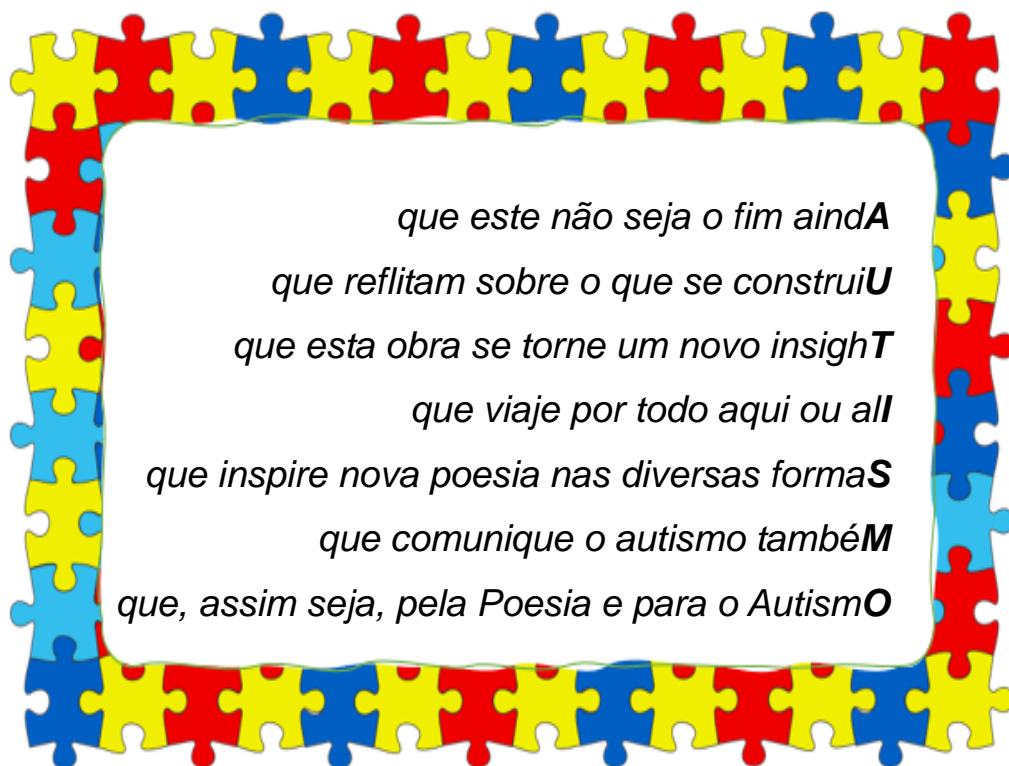 que este não seja o fim aindA
que reflitam sobre o que se construiU
que esta obra se torne um novo insighT
que viaje por todo aqui ou alI
que inspire nova poesia nas diversas formaS
que comunique o autismo tambéM
que, assim seja, pela Poesia e para o AutismO